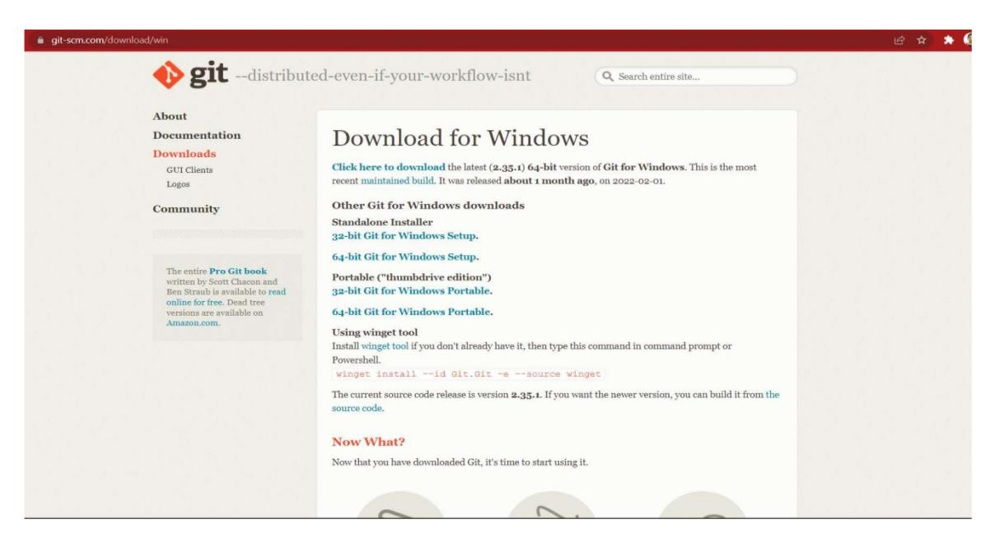 git-scm.com/download/win
git --distributed-even-if-your-workflow-isnt
Search entire site...
About
Documentation
Downloads
GUI Clients
Logos
Community
The entire Pro Git book
written by Scott Chacon and
Ben Straub is available to read
online for free. Dead tree
versions are available on
Amazon.com.
Download for Windows
Click here to download the latest (2.35.1) 64-bit version of Git for Windows. This is the most
recent maintained build. It was released about 1 month ago, on 2022-02-01.
Other Git for Windows downloads
Standalone Installer
32-bit Git for Windows Setup.
64-bit Git for Windows Setup.
Portable ("thumbdrive edition")
32-bit Git for Windows Portable.
64-bit Git for Windows Portable.
Using winget tool
Install winget tool if you don't already have it, then type this command in command prompt or
Powershell.
winget install --id Git.Git -e --source winget
The current source code release is version 2.35.1. If you want the newer version, you can build it from the
source code.
Now What?
Now that you have downloaded Git, it's time to start using it.